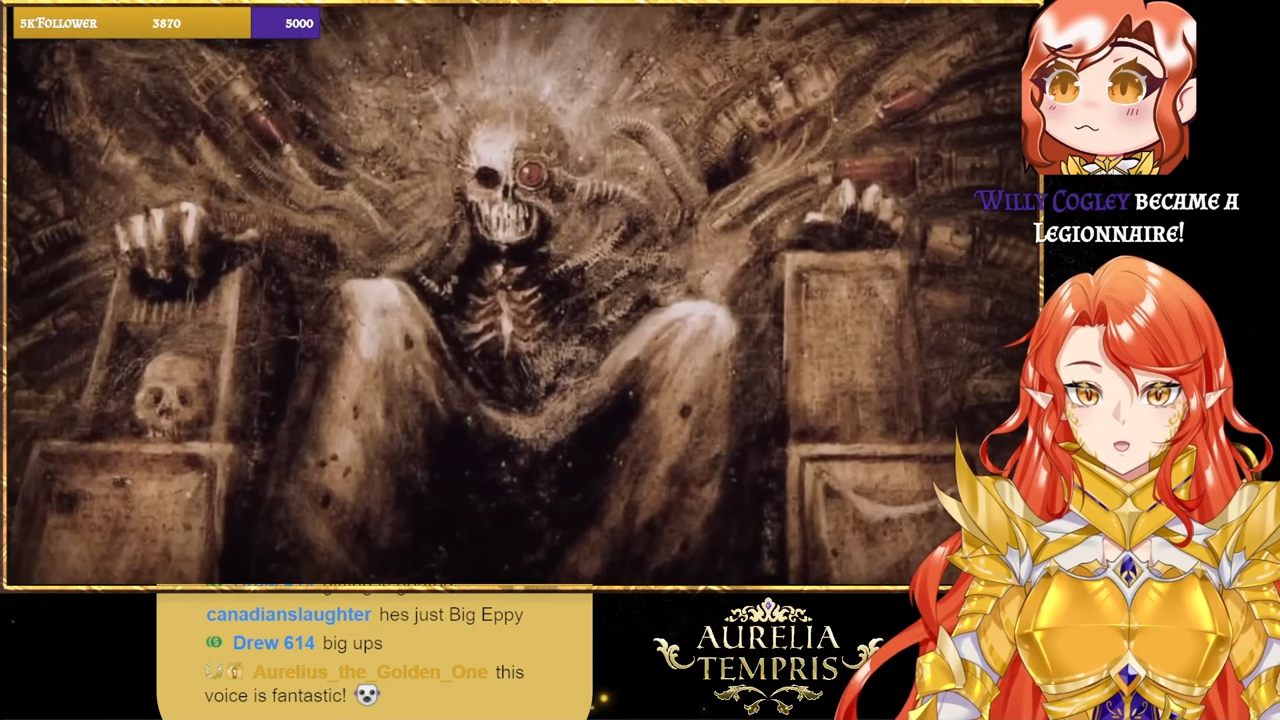 5K Follower 3870 5000
Willy Cogley became a
Legionnaire!
canadianslaughter hes just Big Eppy
Drew 614 big ups
Aurelius_the_Golden_One this
voice is fantastic!
AURELIA
TEMPRIS